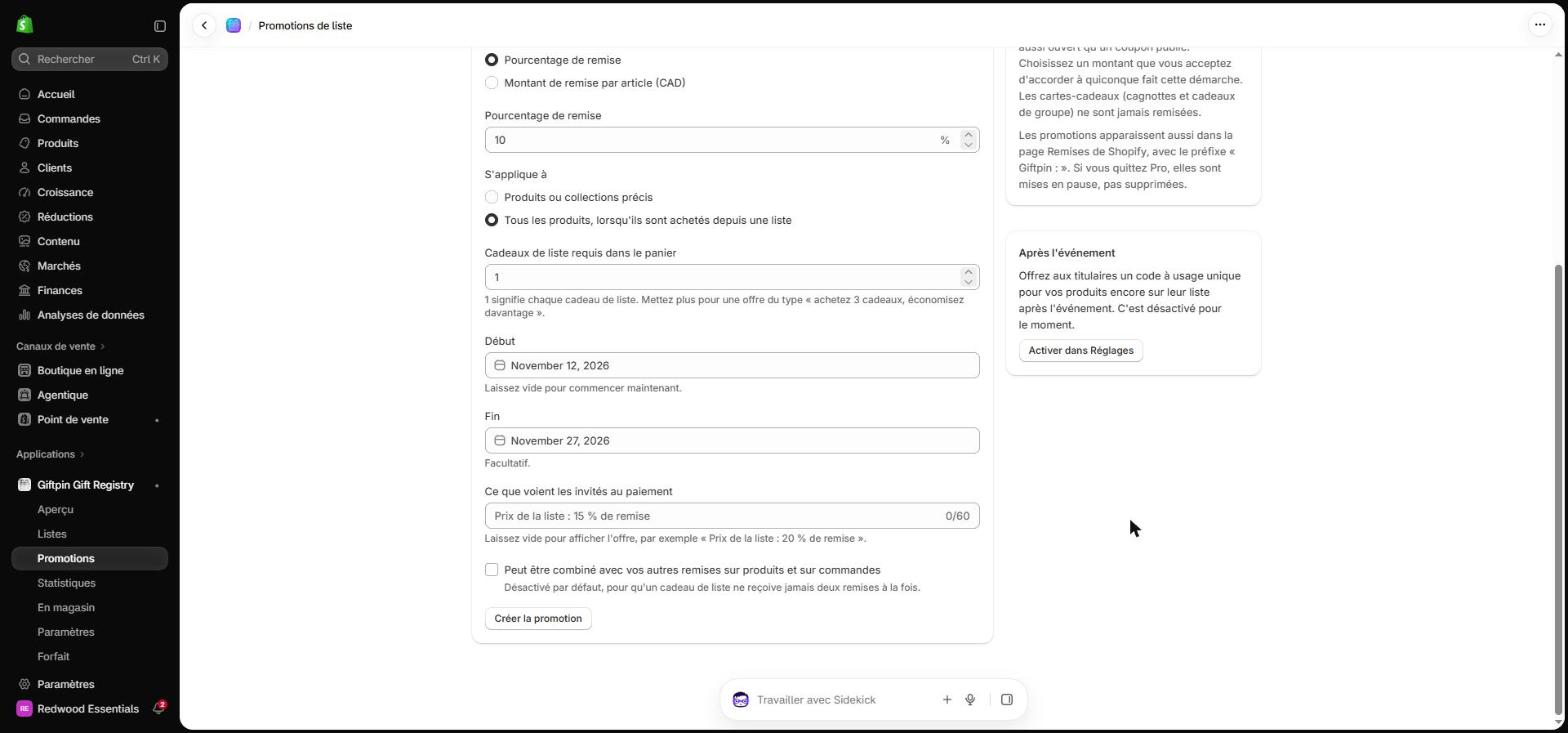 Rechercher
Ctrl K
Accueil
Commandes
Produits
Clients
Croissance
Réductions
Contenu
Marchés
Finances
Analyses de données
Canaux de vente
Boutique en ligne
Agentique
Point de vente
Applications
Giftpin Gift Registry
Aperçu
Listes
Promotions
Statistiques
En magasin
Paramètres
Forfait
Paramètres
RE
Redwood Essentials
2
/ Promotions de liste
Pourcentage de remise
Montant de remise par article (CAD)
Pourcentage de remise
10
%
S'applique à
Produits ou collections précis
Tous les produits, lorsqu'ils sont achetés depuis une liste
Cadeaux de liste requis dans le panier
1
1 signifie chaque cadeau de liste. Mettez plus pour une offre du type « achetez 3 cadeaux, économisez
davantage ».
Début
November 12, 2026
Laissez vide pour commencer maintenant.
Fin
November 27, 2026
Facultatif.
Ce que voient les invités au paiement
Prix de la liste : 15 % de remise
0/60
Laissez vide pour afficher l'offre, par exemple « Prix de la liste : 20 % de remise ».
Peut être combiné avec vos autres remises sur produits et sur commandes
Désactivé par défaut, pour qu'un cadeau de liste ne reçoive jamais deux remises à la fois.
Créer la promotion
aussi ouvert qu'un coupon public.
Choisissez un montant que vous acceptez
d'accorder à quiconque fait cette démarche.
Les cartes-cadeaux (cagnottes et cadeaux
de groupe) ne sont jamais remisées.
Les promotions apparaissent aussi dans la
page Remises de Shopify, avec le préfixe «
Giftpin : ». Si vous quittez Pro, elles sont
mises en pause, pas supprimées.
Après l'événement
Offrez aux titulaires un code à usage unique
pour vos produits encore sur leur liste
après l'événement. C'est désactivé pour
le moment.
Activer dans Réglages
Travailler avec Sidekick